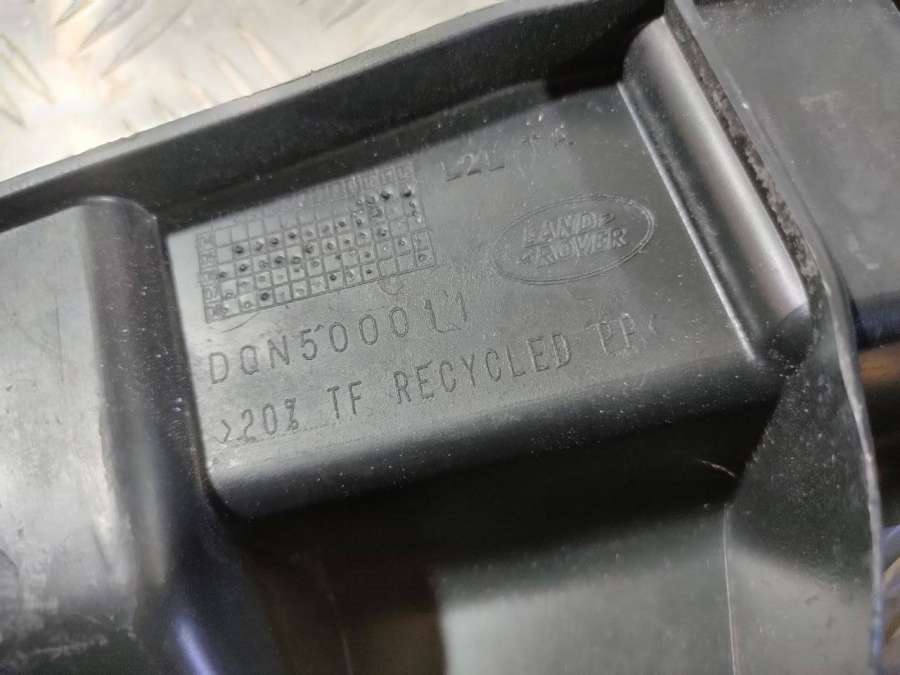 LAND
ROVER
DQN500011
>20% TF RECYCLED PP<